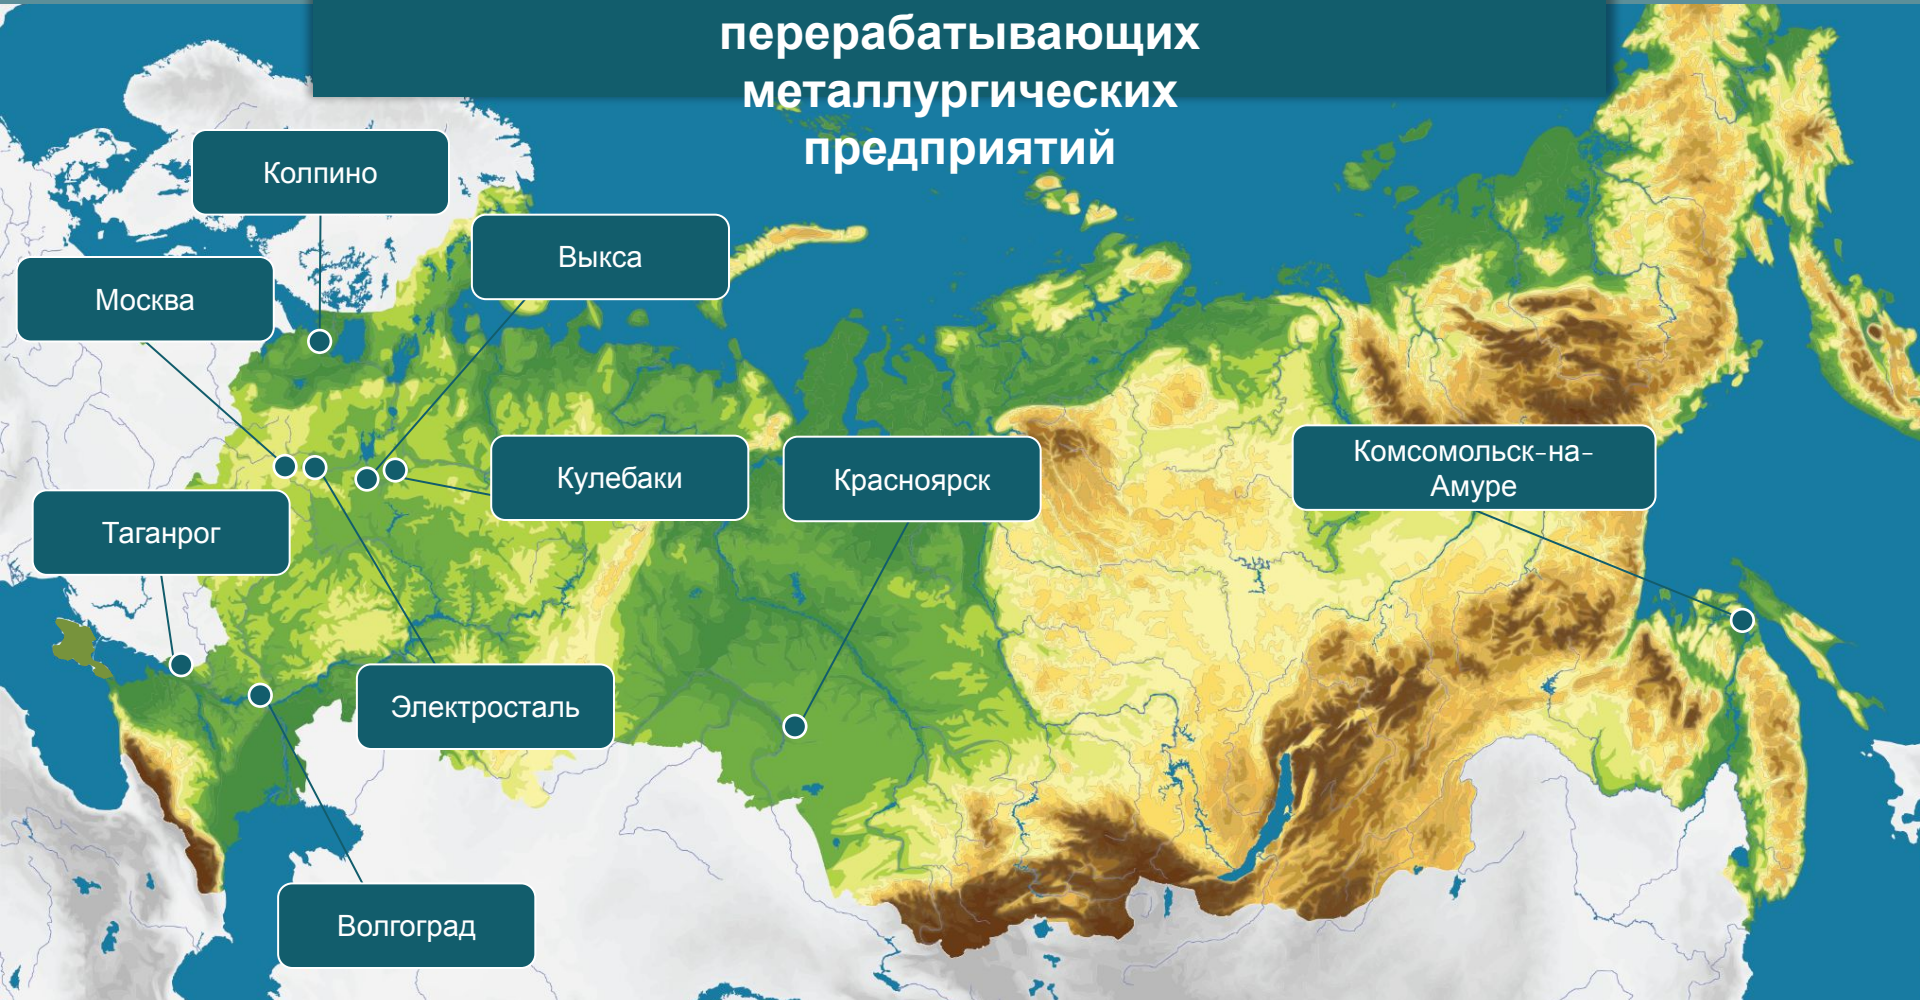 перерабатывающих
металлургических
предприятий
Колпино
Выкса
Москва
Кулебаки
Красноярск
Комсомольск-на-
Амуре
Таганрог
Электросталь
Волгоград